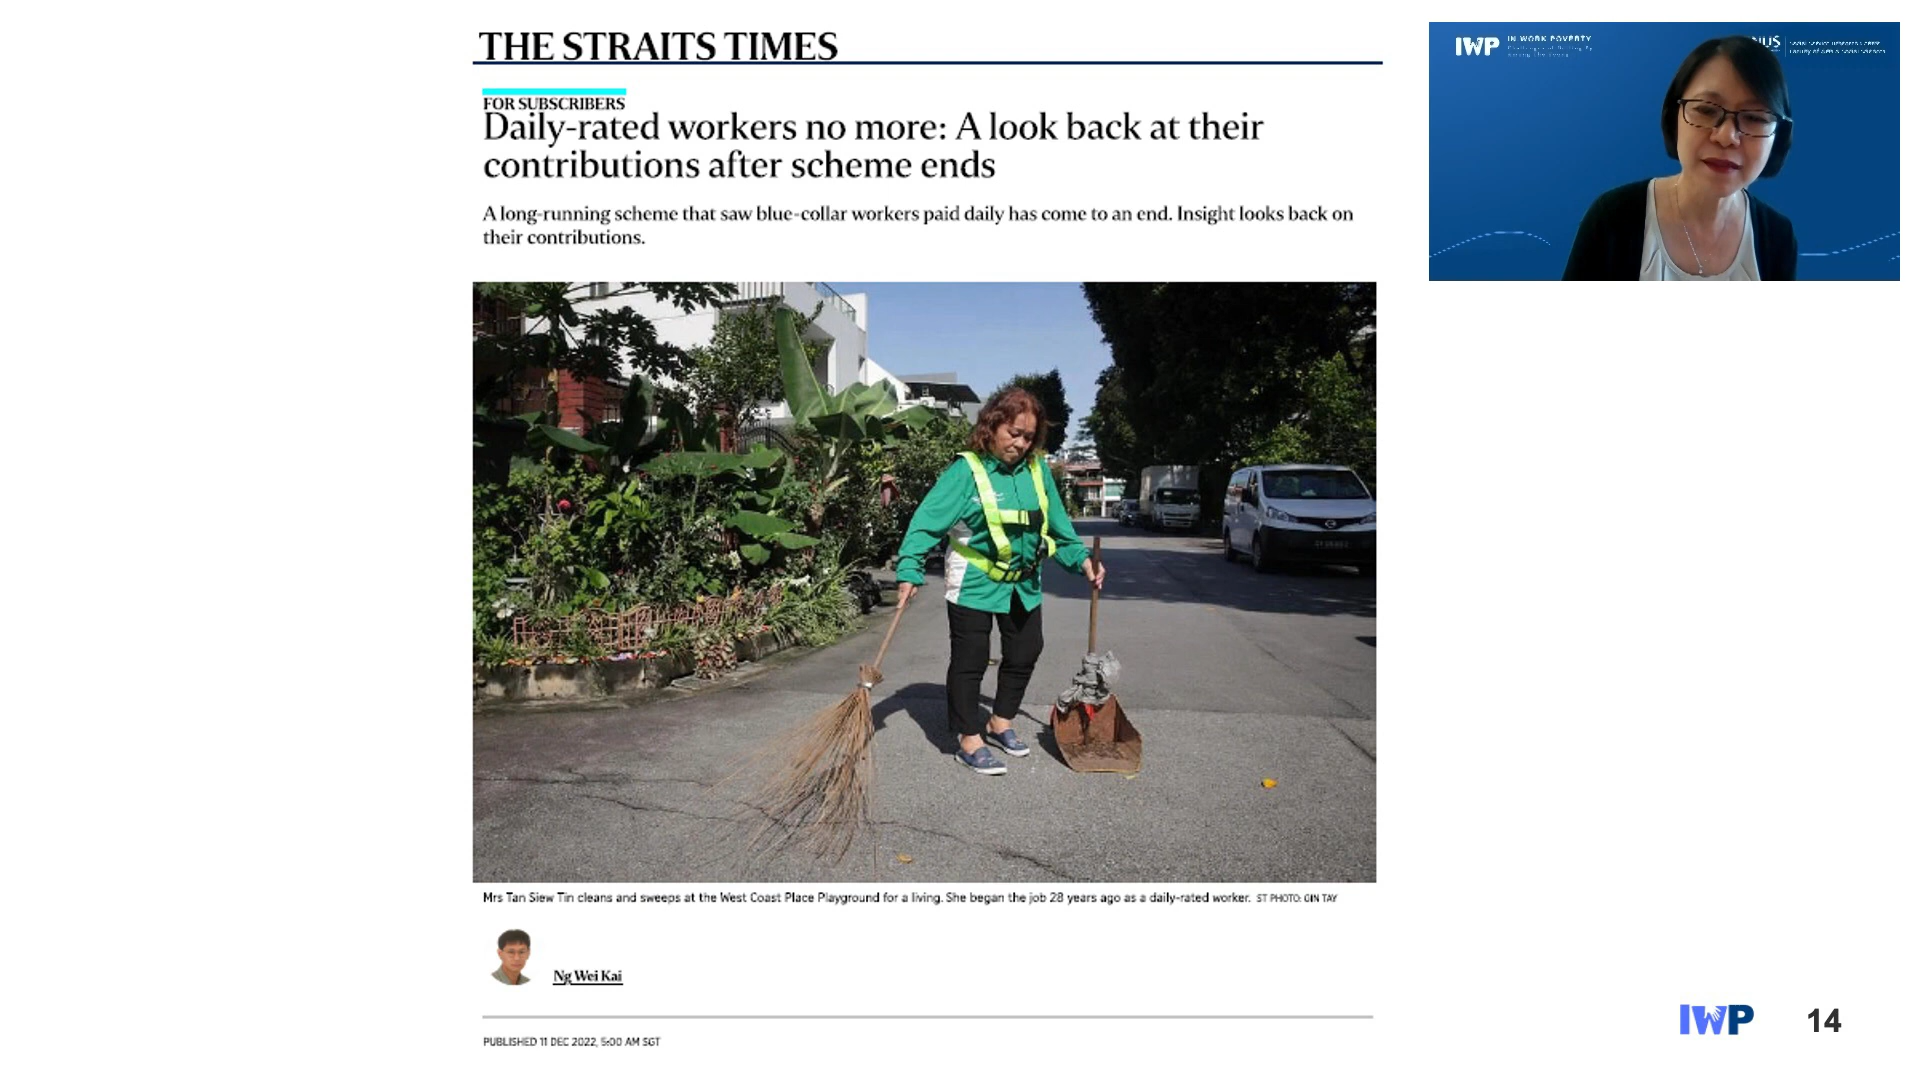 THE STRAITS TIMES
FOR SUBSCRIBERS
Daily-rated workers no more: A look back at their
contributions after scheme ends
A long-running scheme that saw blue-collar workers paid daily has come to an end. Insight looks back on
their contributions.
Mrs Tan Siew Tin cleans and sweeps at the West Coast Place Playground for a living. She began the job 28 years ago as a daily-rated worker. ST PHOTO: GIN TAY
Ng Wei Kai
PUBLISHED 11 DEC 2022, 5:00 AM SGT
IWP
IN WORK POVERTY
NUS
IWP
14